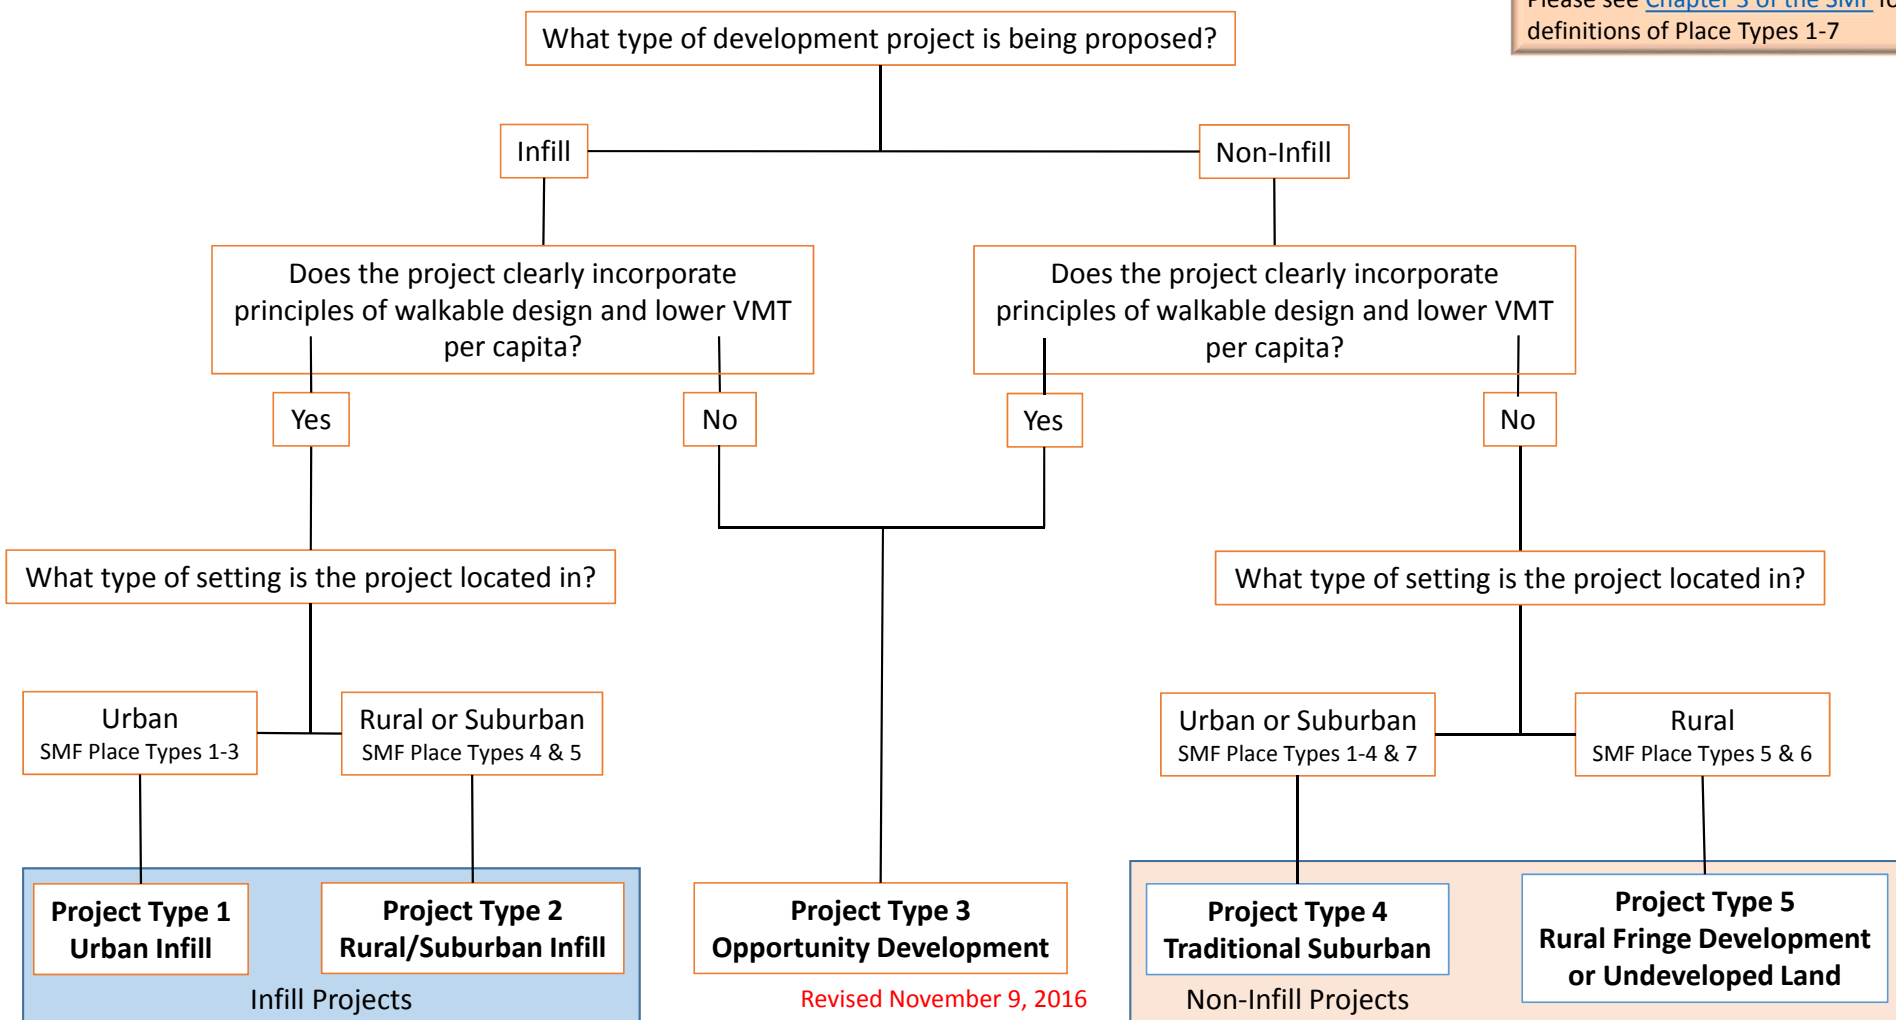 Please see Chapter 3 of the SMF
definitions of Place Types 1-7
What type of development project is being proposed?
Infill
Non-Infill
Does the project clearly incorporate
principles of walkable design and lower VMT
per capita?
Does the project clearly incorporate
principles of walkable design and lower VMT
per capita?
Yes
No
Yes
No
What type of setting is the project located in?
What type of setting is the project located in?
Urban
SMF Place Types 1-3
Rural or Suburban
SMF Place Types 4 & 5
Urban or Suburban
SMF Place Types 1-4 & 7
Rural
SMF Place Types 5 & 6
Project Type 1
Urban Infill
Project Type 2
Rural/Suburban Infill
Project Type 3
Opportunity Development
Project Type 4
Traditional Suburban
Project Type 5
Rural Fringe Development
or Undeveloped Land
Infill Projects
Revised November 9, 2016
Non-Infill Projects